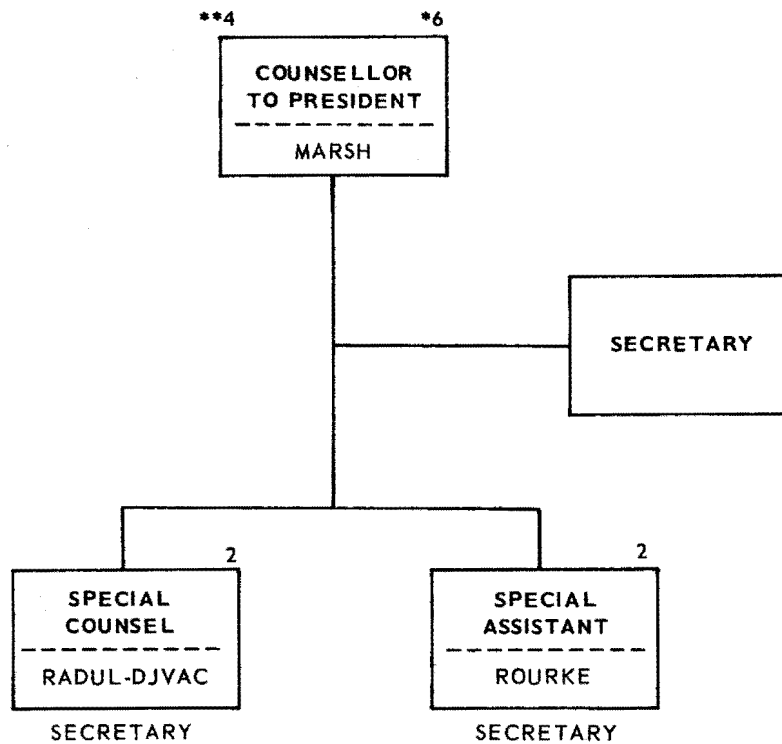 **4 *6
COUNSELLOR
TO PRESIDENT
MARSH
SECRETARY
2
SPECIAL
COUNSEL
RADUL-DJVAC
SECRETARY
2
SPECIAL
ASSISTANT
ROURKE
SECRETARY